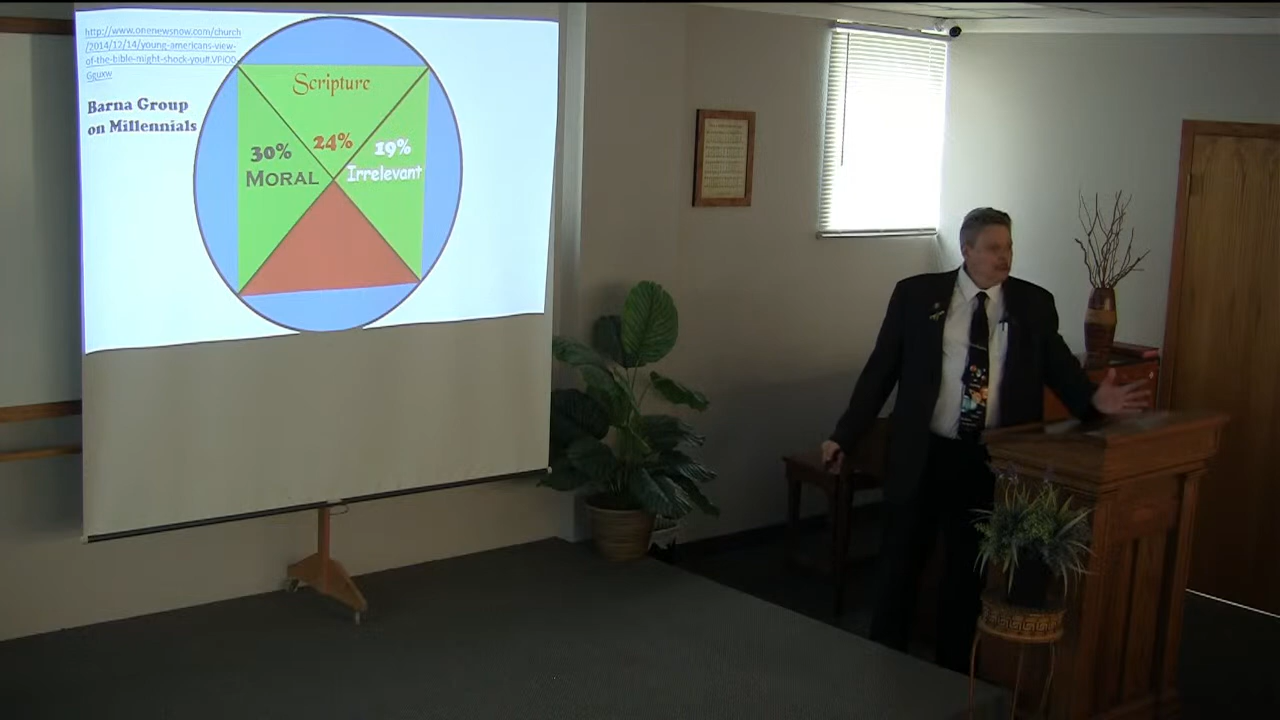 http://www.onenewsnow.com/church
/2014/12/14/young-americans-view-
of-the-bible-might-shock-you#.VPiO0
Gguxw
Barna Group
on Millennials
Scripture
24%
30%
MORAL
19%
Irrelevant